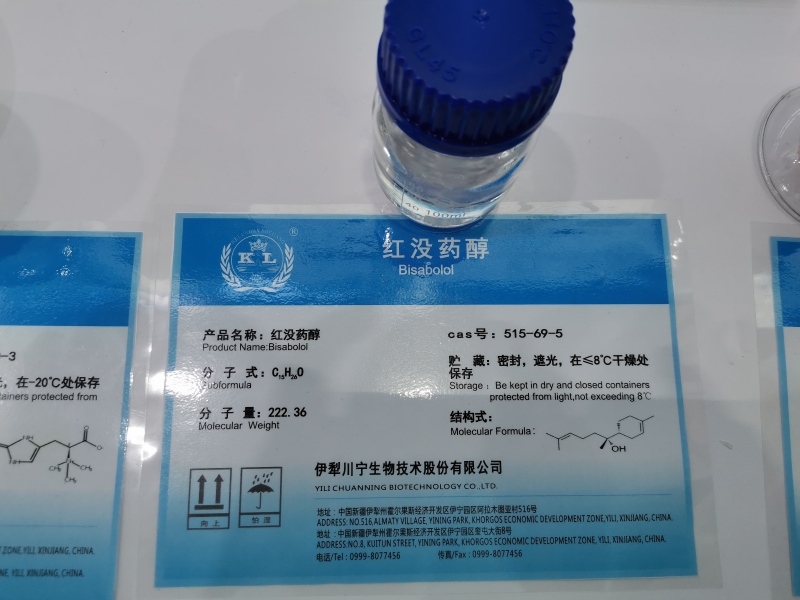 GL45
40 100ml
®
KL
红没药醇
Bisabolol
产品名称：红没药醇
Product Name:Bisabolol
cas号：515-69-5
分 子 式：C₁₅H₂₆O
Subformula
贮 藏：密封，遮光，在≤8℃干燥处
保存
Storage：Be kept in dry and closed containers
protected from light,not exceeding 8℃
分 子 量：222.36
Molecular Weight
结构式：
Molecular Formula：
OH
向上
怕湿
伊犁川宁生物技术股份有限公司
YILI CHUANNING BIOTECHNOLOGY CO.,LTD.
地址：中国新疆伊犁州霍尔果斯经济开发区伊宁园区阿拉木图亚村516号
ADDRESS: NO.516,ALMATY VILLAGE, YINING PARK, KHORGOS ECONOMIC DEVELOPMENT ZONE,YILI, XINJIANG, CHINA.
地址：中国新疆伊犁州霍尔果斯经济开发区伊宁园区奎屯大街8号
ADDRESS:NO.8, KUITUN STREET, YINING PARK, KHORGOS ECONOMIC DEVELOPMENT ZONE, YILI, XINJIANG, CHINA.
电话/Tel：0999-8077456 传真/Fax：0999-8077456
-3
，在-20℃处保存
tainers protected from
CH₃
CH₃
CH₃
ZONE,YILI, XINJIANG, CHINA.
NE, YILI, XINJIANG, CHINA.